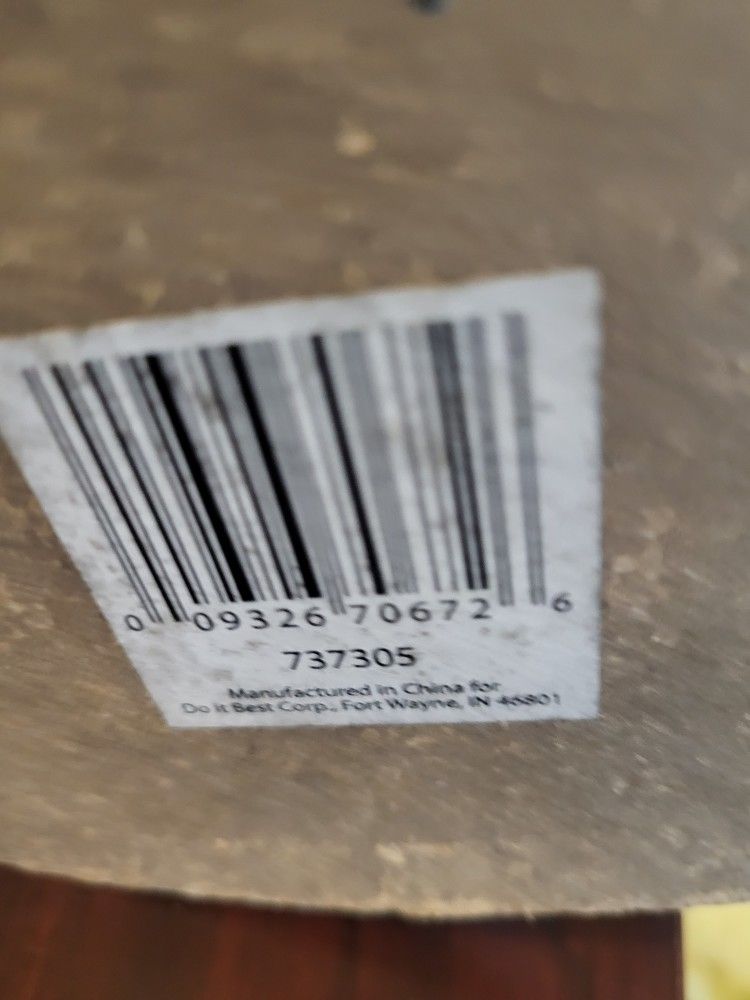 0 09326 70672 6
737305
Manufactured in China for
Do it Best Corp., Fort Wayne, IN 46801